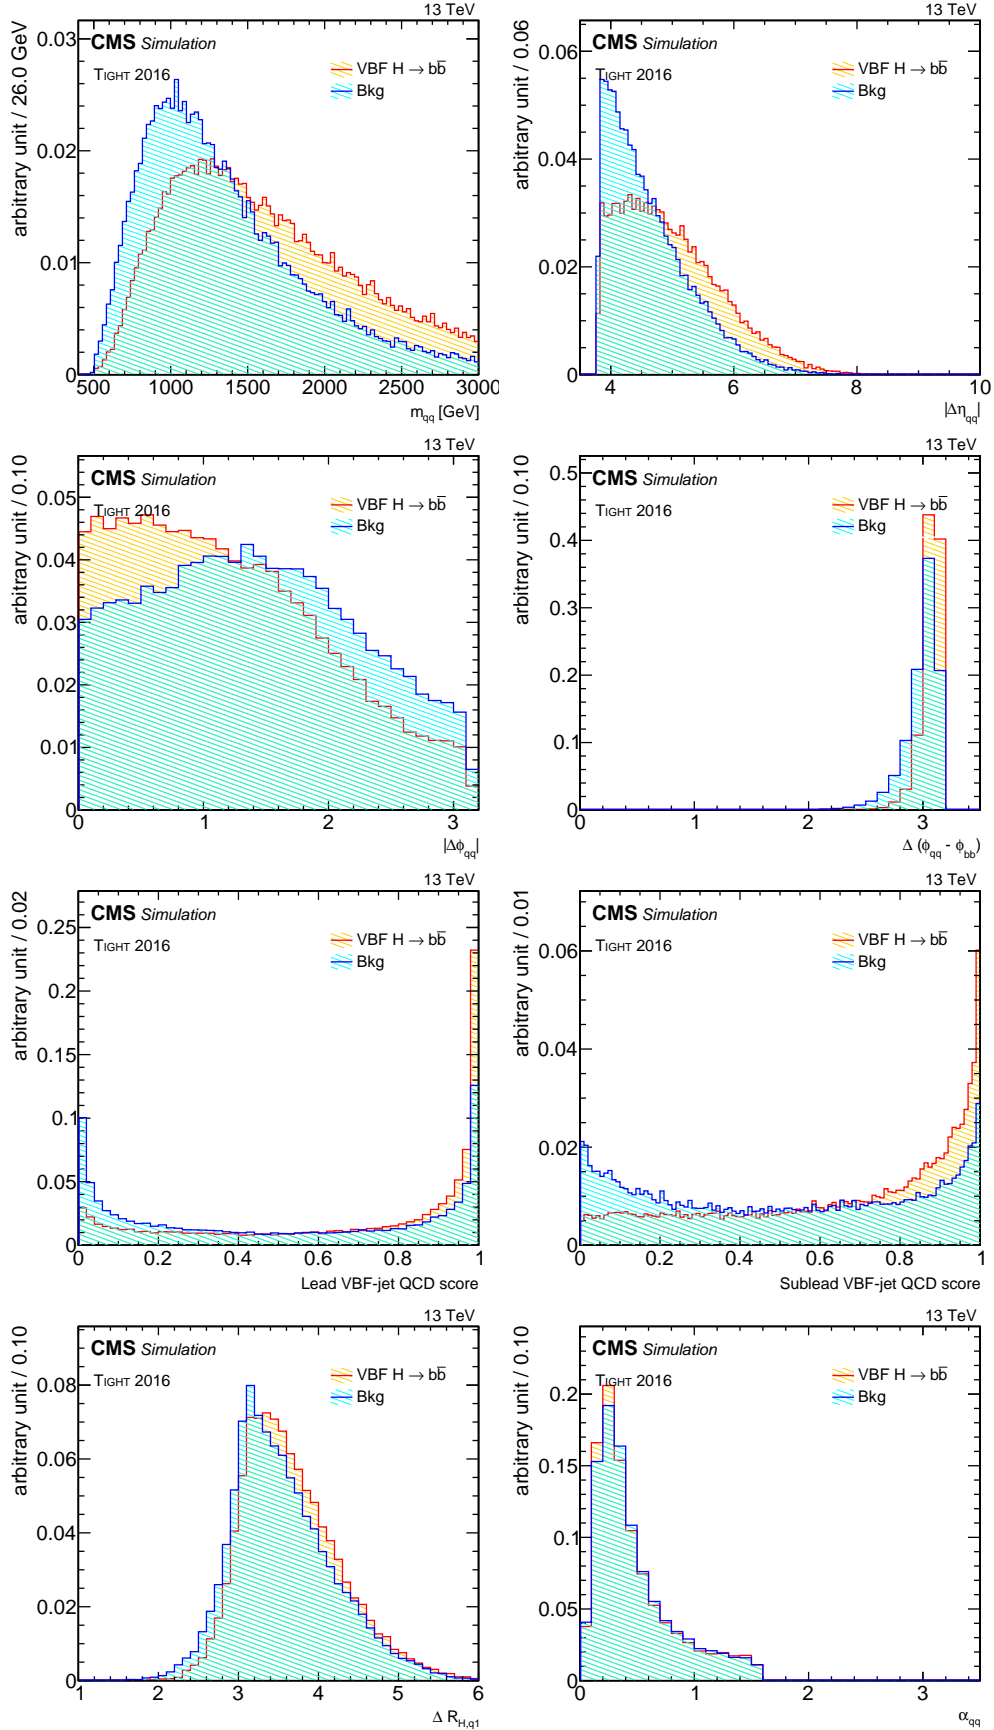 13 TeV
CMS Simulation
TIGHT 2016
VBF H → bb̅
Bkg
arbitrary unit / 26.0 GeV
0.03
0.02
0.01
0
500 1000 1500 2000 2500 3000
m_qq [GeV]
13 TeV
CMS Simulation
TIGHT 2016
VBF H → bb̅
Bkg
arbitrary unit / 0.06
0.06
0.04
0.02
0
4 6 8 10
|Δη_qq|
13 TeV
CMS Simulation
TIGHT 2016
VBF H → bb̅
Bkg
arbitrary unit / 0.10
0.05
0.04
0.03
0.02
0.01
0
0 1 2 3
|Δϕ_qq|
13 TeV
CMS Simulation
TIGHT 2016
VBF H → bb̅
Bkg
arbitrary unit / 0.10
0.5
0.4
0.3
0.2
0.1
0
0 1 2 3
Δ (ϕ_qq - ϕ_bb)
13 TeV
CMS Simulation
TIGHT 2016
VBF H → bb̅
Bkg
arbitrary unit / 0.02
0.25
0.2
0.15
0.1
0.05
0
0 0.2 0.4 0.6 0.8 1
Lead VBF-jet QCD score
13 TeV
CMS Simulation
TIGHT 2016
VBF H → bb̅
Bkg
arbitrary unit / 0.01
0.06
0.04
0.02
0
0 0.2 0.4 0.6 0.8 1
Sublead VBF-jet QCD score
13 TeV
CMS Simulation
TIGHT 2016
VBF H → bb̅
Bkg
arbitrary unit / 0.10
0.08
0.06
0.04
0.02
0
1 2 3 4 5 6
Δ R_H,q1
13 TeV
CMS Simulation
TIGHT 2016
VBF H → bb̅
Bkg
arbitrary unit / 0.10
0.2
0.15
0.1
0.05
0
0 1 2 3
α_qq